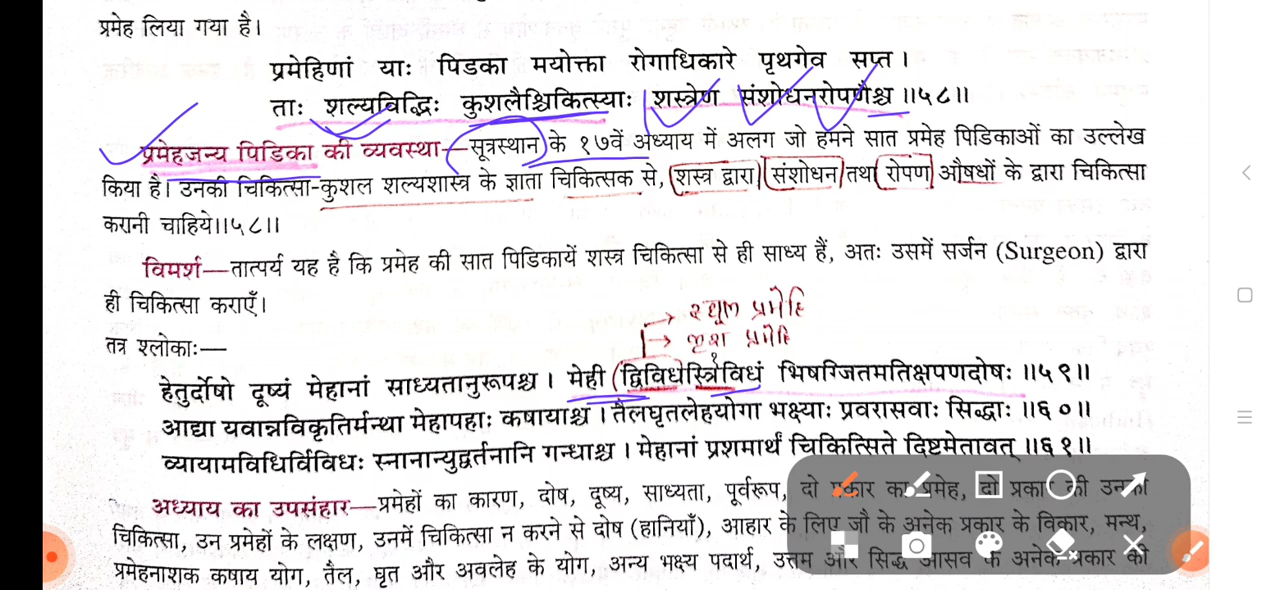 प्रमेह लिया गया है।
प्रमेहिणां याः पिडका मयोक्ता रोगाधिकारे पृथगेव सप्त।
ताः शल्यविद्भिः कुशलैश्चिकित्स्याः शस्त्रेण संशोधनरोपणैश्च॥५८॥
प्रमेहजन्य पिडिका की व्यवस्था—सूत्रस्थान के १७वें अध्याय में अलग जो हमने सात प्रमेह पिडिकाओं का उल्लेख
किया है। उनकी चिकित्सा-कुशल शल्यशास्त्र के ज्ञाता चिकित्सक से, शस्त्र द्वारा संशोधन तथा रोपण औषधों के द्वारा चिकित्सा
करानी चाहिये॥५८॥
विमर्श—तात्पर्य यह है कि प्रमेह की सात पिडिकायें शस्त्र चिकित्सा से ही साध्य हैं, अतः उसमें सर्जन (Surgeon) द्वारा
ही चिकित्सा कराएँ।
→ स्थूल प्रमेहि
तत्र श्लोकाः— → कृश प्रमेहि
हेतुर्दोषो दूष्यं मेहानां साध्यतानुरूपश्च। मेही द्विविधस्त्रिविधं भिषग्जितमतिक्षपणदोषः॥५९॥
आद्या यवान्नविकृतिर्मन्था मेहापहाः कषायाश्च। तैलघृतलेहयोगा भक्ष्याः प्रवरासवाः सिद्धाः॥६०॥
व्यायामविधिर्विविधः स्नानान्युद्वर्तनानि गन्धाश्च। मेहानां प्रशमार्थं चिकित्सिते दिष्टमेतावत्॥६१॥
अध्याय का उपसंहार—प्रमेहों का कारण, दोष, दूष्य, साध्यता, पूर्वरूप, दो प्रकार का प्रमेह, दो प्रकार की उनकी
चिकित्सा, उन प्रमेहों के लक्षण, उनमें चिकित्सा न करने से दोष (हानियाँ), आहार के लिए जौ के अनेक प्रकार के विकार, मन्थ,
प्रमेहनाशक कषाय योग, तैल, घृत और अवलेह के योग, अन्य भक्ष्य पदार्थ, उत्तम और सिद्ध आसव के अनेक प्रकार की